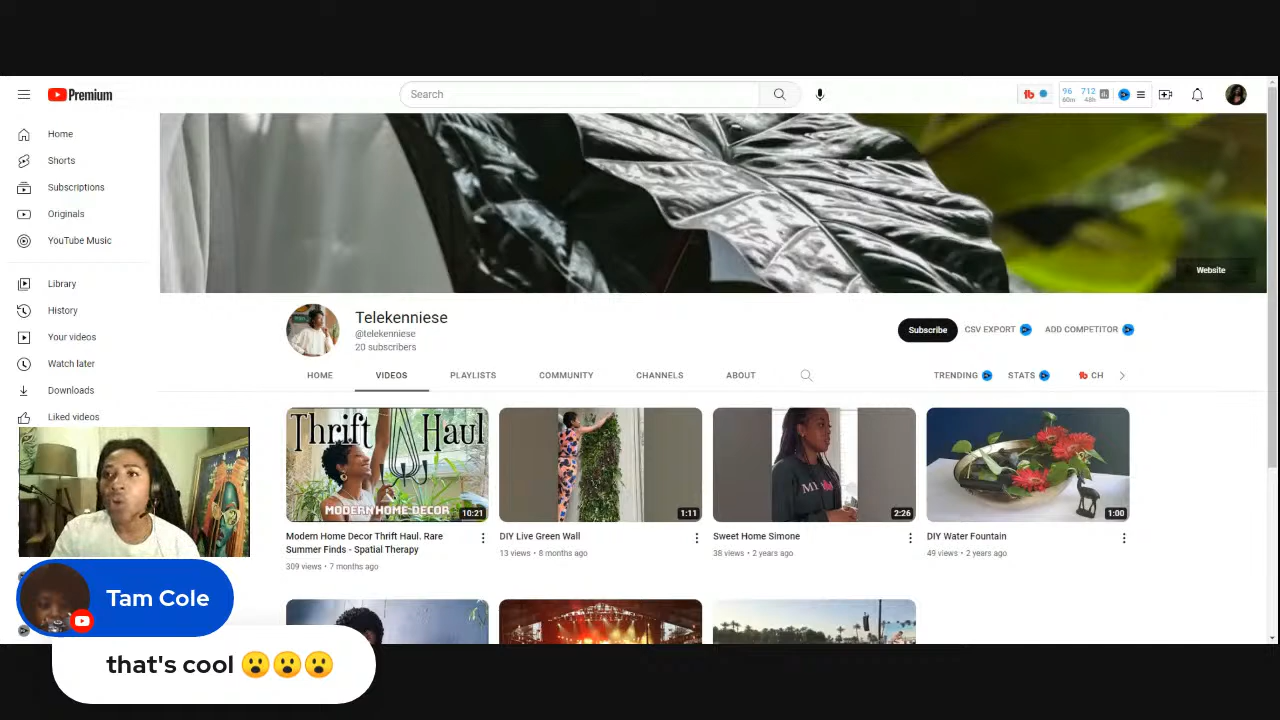 Premium
Search
96 712
60m 48h
Home
Shorts
Subscriptions
Originals
YouTube Music
Library
History
Your videos
Watch later
Downloads
Liked videos
Website
Telekenniese
@telekenniese
20 subscribers
Subscribe
CSV EXPORT
ADD COMPETITOR
HOME
VIDEOS
PLAYLISTS
COMMUNITY
CHANNELS
ABOUT
TRENDING
STATS
CH
Thrift Haul
MODERN HOME DECOR
10:21
1:11
2:26
1:00
Modern Home Decor Thrift Haul. Rare
Summer Finds - Spatial Therapy
309 views • 7 months ago
DIY Live Green Wall
13 views • 8 months ago
Sweet Home Simone
38 views • 2 years ago
DIY Water Fountain
49 views • 2 years ago
Tam Cole
that's cool 😮😮😮